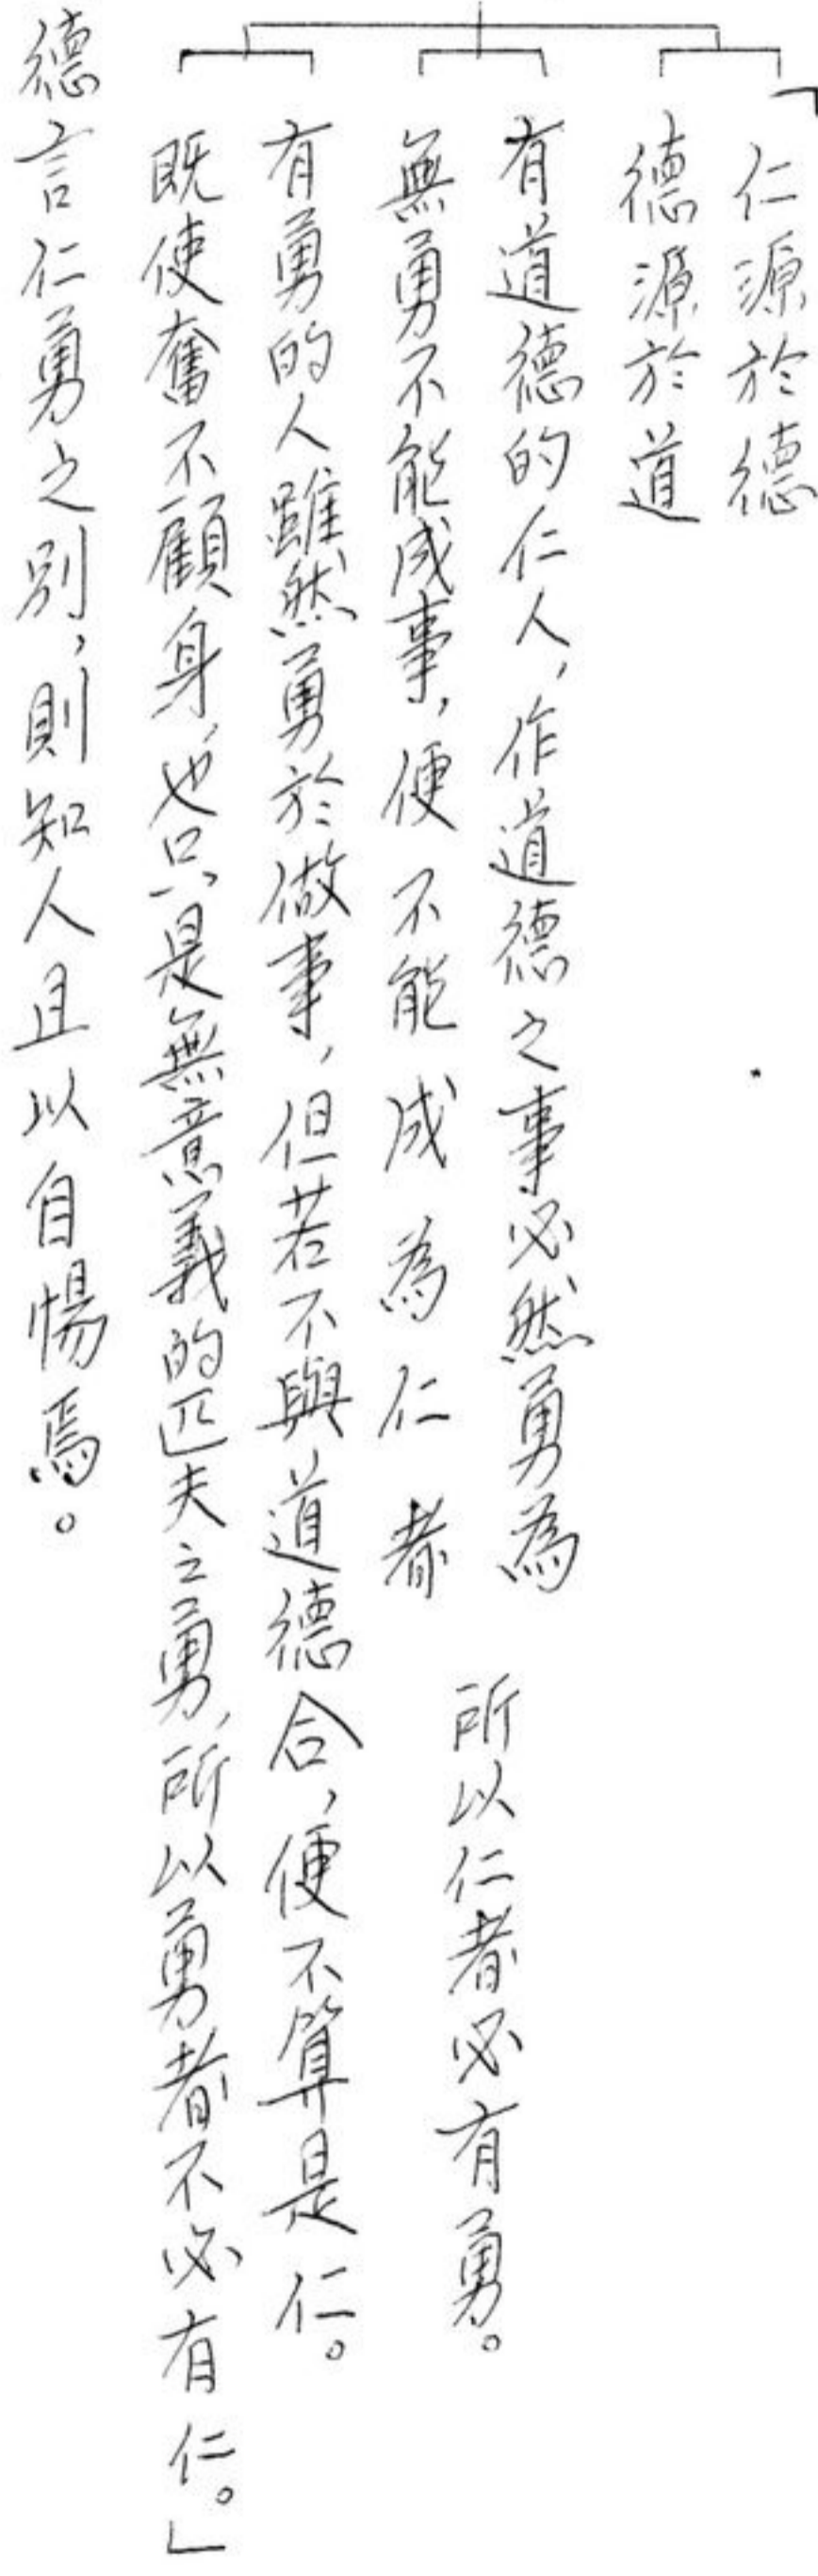 「仁源於德
德源於道
有道德的仁人，作道德之事必然勇為
無勇不能成事，便不能成為仁者
所以仁者必有勇。
有勇的人雖然勇於做事，但若不與道德合，便不算是仁。
既使奮不顧身，也只是無意義的匹夫之勇，所以勇者不必有仁。」
德言仁勇之別，則知人且以自惕焉。